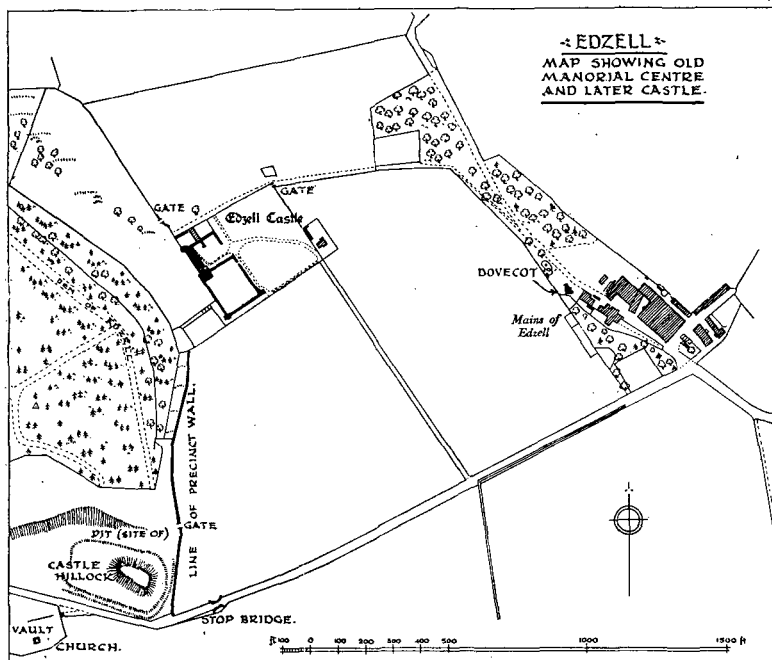 EDZELL
MAP SHOWING OLD
MANORIAL CENTRE
AND LATER CASTLE.
GATE
GATE
Edzell Castle
DOVECOT
Mains of
Edzell
LINE OF PRECINCT WALL.
GATE
PIT (SITE OF)
CASTLE
HILLOCK
STOP BRIDGE.
VAULT
CHURCH.
ft 100 0 100 200 300 400 500 1000 1500 ft